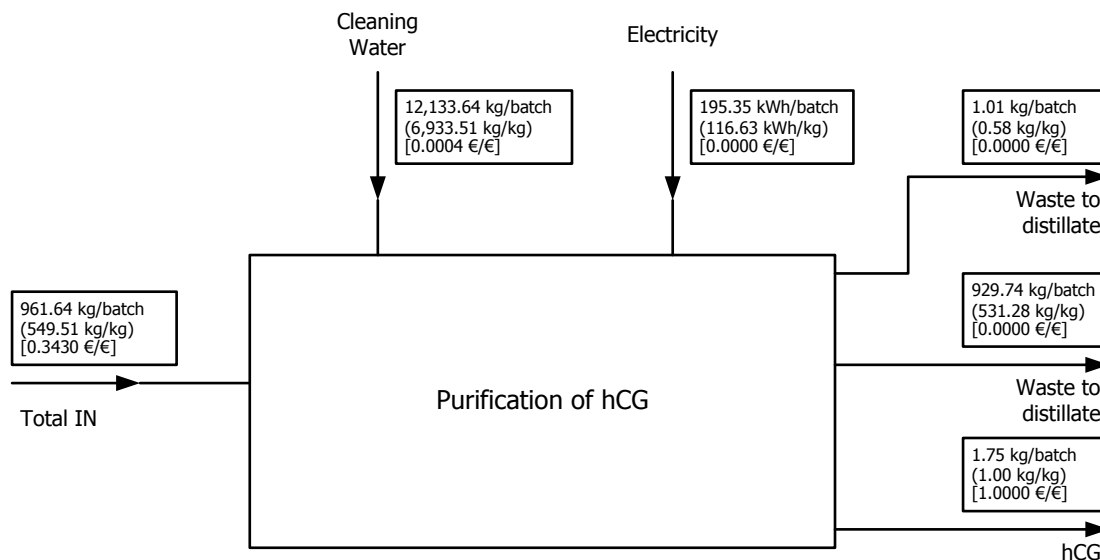 Cleaning
Water
Electricity
12,133.64 kg/batch
(6,933.51 kg/kg)
[0.0004 €/€]
195.35 kWh/batch
(116.63 kWh/kg)
[0.0000 €/€]
1.01 kg/batch
(0.58 kg/kg)
[0.0000 €/€]
Waste to
distillate
961.64 kg/batch
(549.51 kg/kg)
[0.3430 €/€]
Total IN
Purification of hCG
929.74 kg/batch
(531.28 kg/kg)
[0.0000 €/€]
Waste to
distillate
1.75 kg/batch
(1.00 kg/kg)
[1.0000 €/€]
hCG